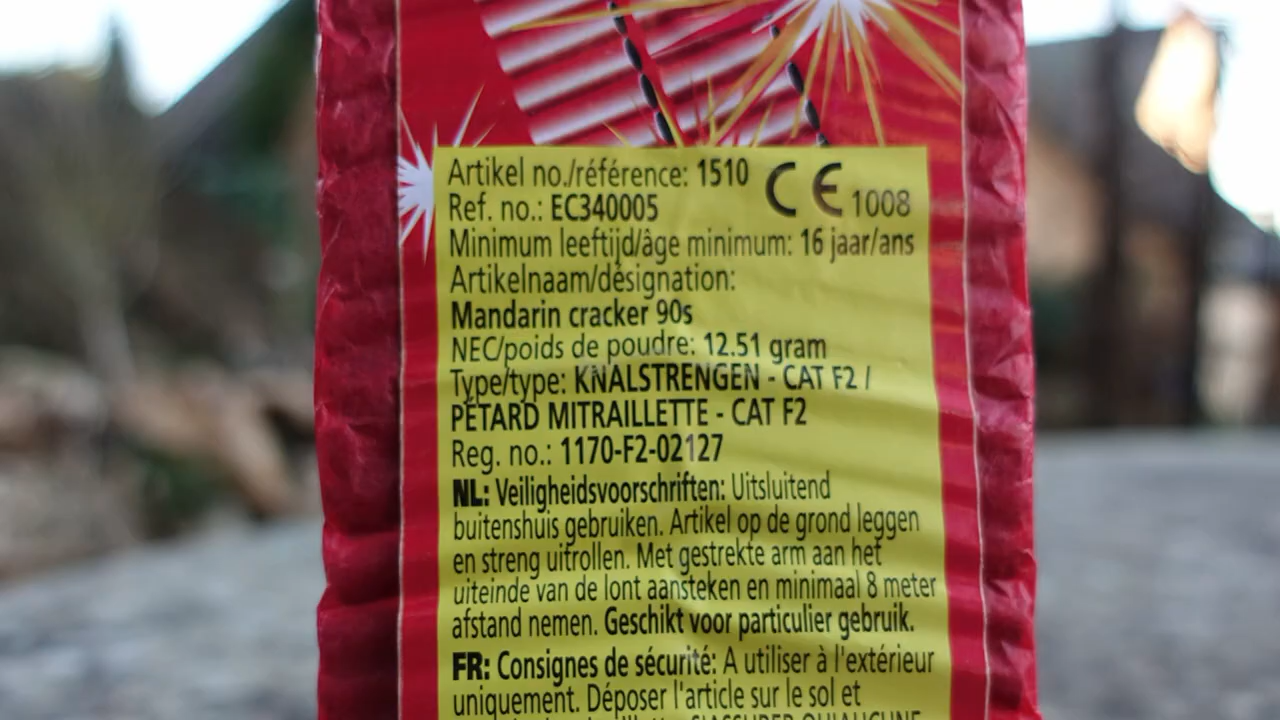 Artikel no./référence: 1510
CE 1008
Ref. no.: EC340005
Minimum leeftijd/âge minimum: 16 jaar/ans
Artikelnaam/désignation:
Mandarin cracker 90s
NEC/poids de poudre: 12.51 gram
Type/type: KNALSTRENGEN - CAT F2 /
PÉTARD MITRAILLETTE - CAT F2
Reg. no.: 1170-F2-02127
NL: Veiligheidsvoorschriften: Uitsluitend
buitenshuis gebruiken. Artikel op de grond leggen
en streng uitrollen. Met gestrekte arm aan het
uiteinde van de lont aansteken en minimaal 8 meter
afstand nemen. Geschikt voor particulier gebruik.
FR: Consignes de sécurité: A utiliser à l'extérieur
uniquement. Déposer l'article sur le sol et